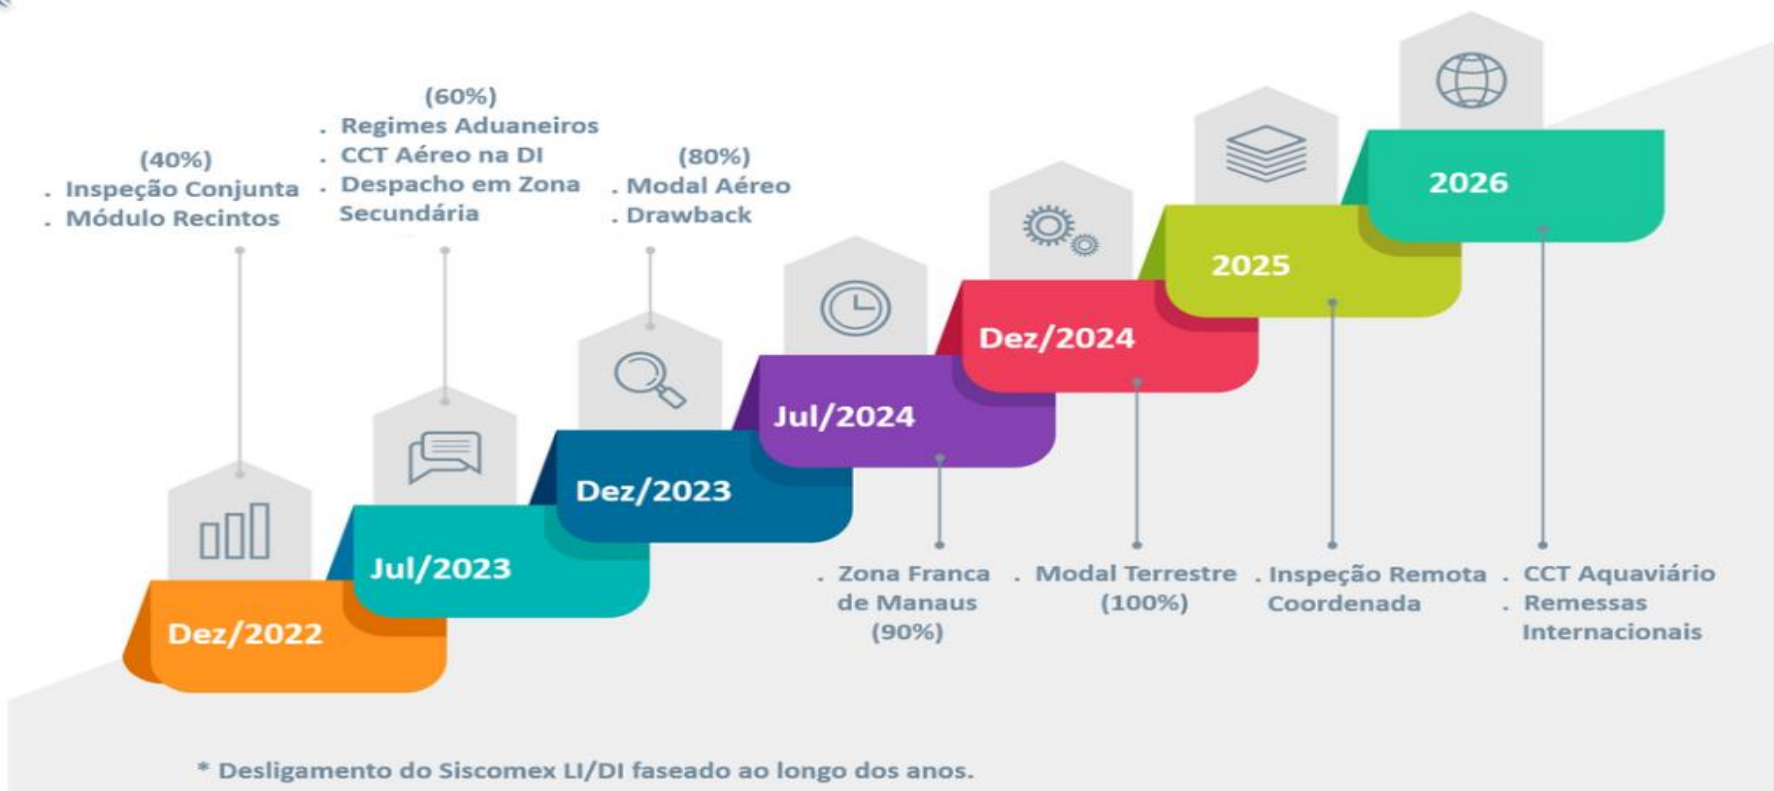 (40%)
. Inspeção Conjunta
. Módulo Recintos
(60%)
. Regimes Aduaneiros
. CCT Aéreo na DI
. Despacho em Zona
Secundária
(80%)
. Modal Aéreo
. Drawback
Dez/2022
Jul/2023
Dez/2023
Jul/2024
Dez/2024
2025
2026
. Zona Franca
de Manaus
(90%)
. Modal Terrestre
(100%)
. Inspeção Remota
Coordenada
. CCT Aquaviário
. Remessas
Internacionais
* Desligamento do Siscomex LI/DI faseado ao longo dos anos.